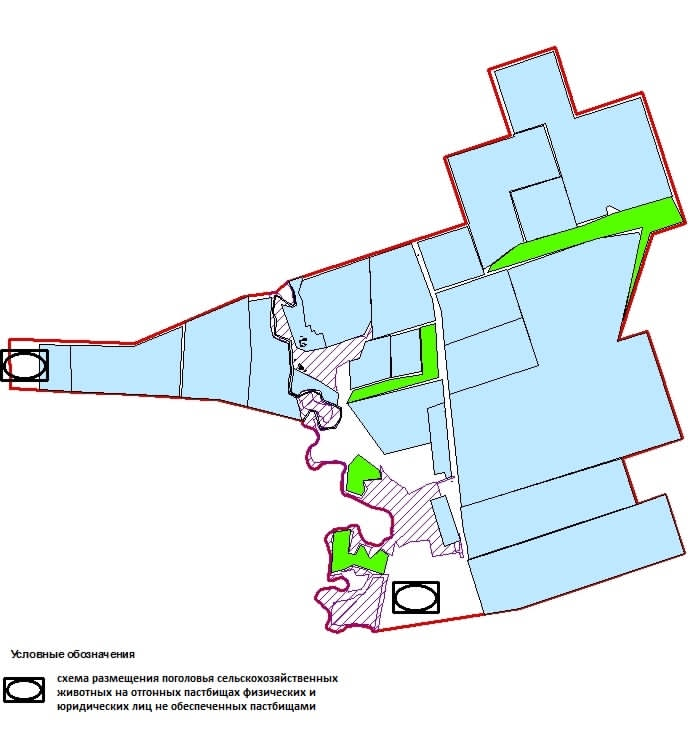 Условные обозначения
схема размещения поголовья сельскохозяйственных
животных на отгонных пастбищах физических и
юридических лиц не обеспеченных пастбищами